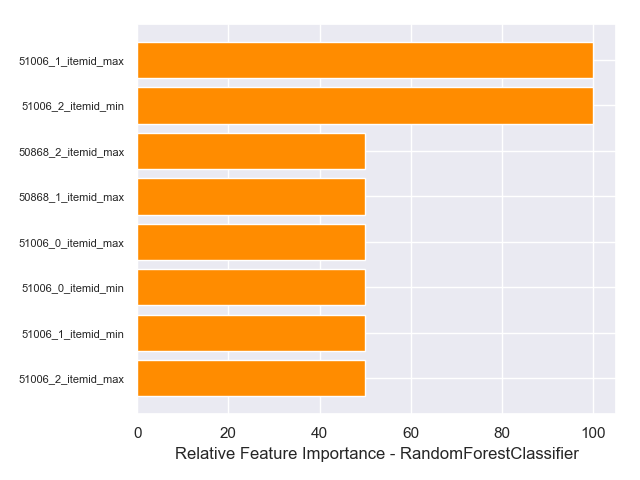 51006_1_itemid_max
51006_2_itemid_min
50868_2_itemid_max
50868_1_itemid_max
51006_0_itemid_max
51006_0_itemid_min
51006_1_itemid_min
51006_2_itemid_max
0 20 40 60 80 100
Relative Feature Importance - RandomForestClassifier